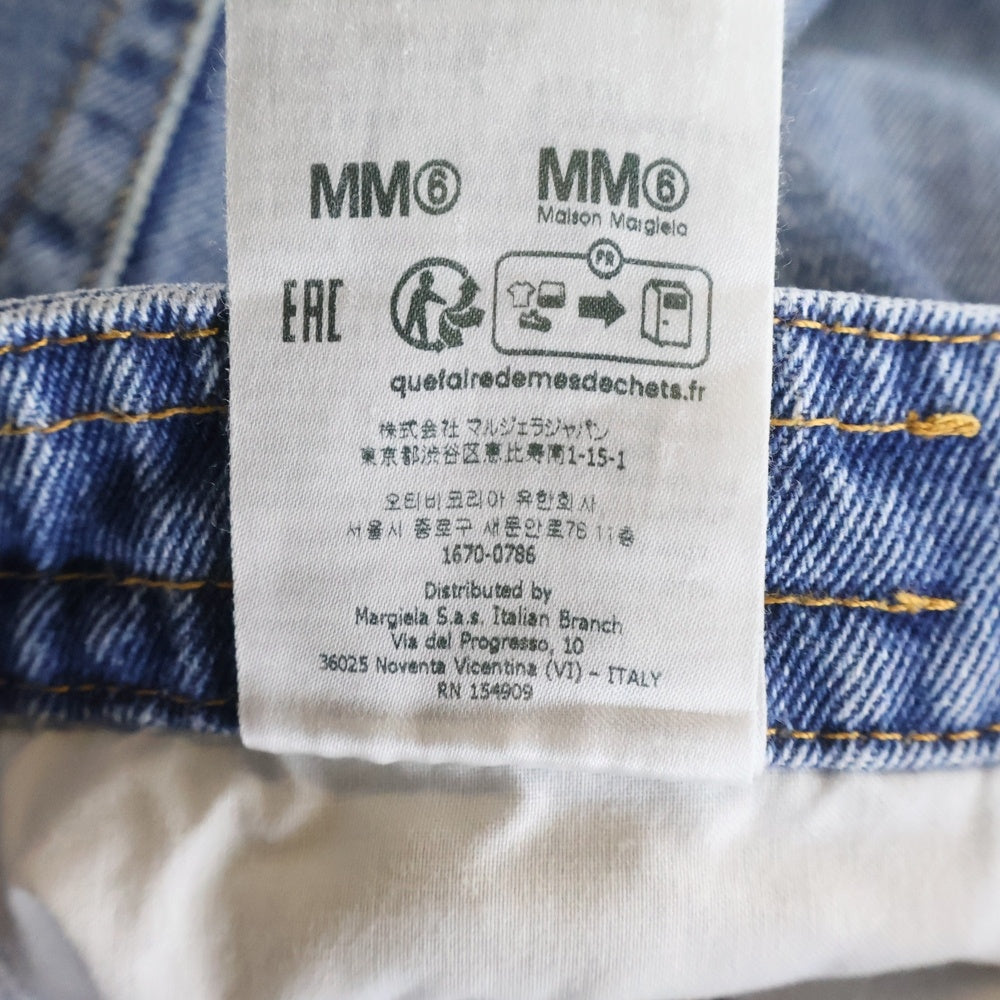 MM6 MM6
Maison Margiela
EAC FR
quefairedemesdechets.fr
株式会社 マルジェラジャパン
東京都渋谷区恵比寿南1-15-1
오티비코리아 유한회사
서울시 종로구 새문안로76 11층
1670-0786
Distributed by
Margiela S.a.s. Italian Branch
Via del Progresso, 10
36025 Noventa Vicentina (VI) - ITALY
RN 154909